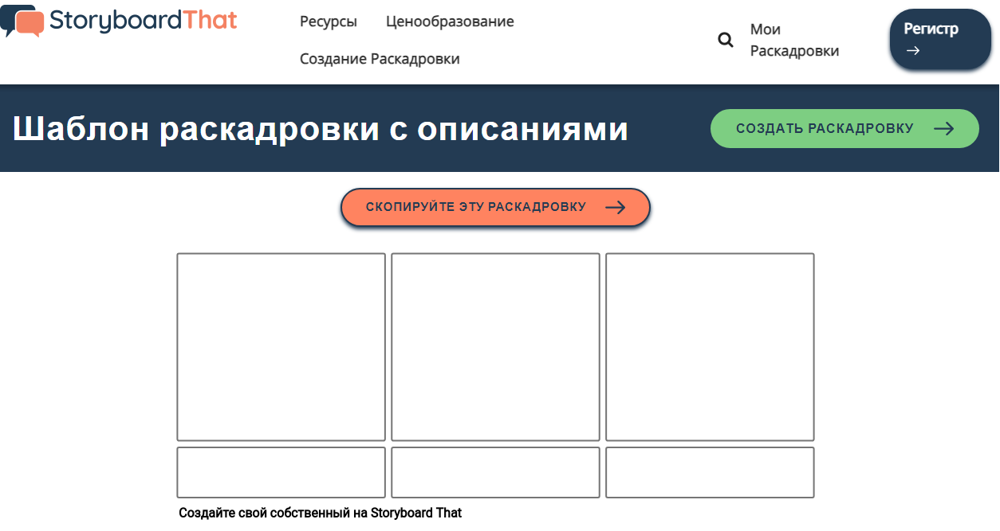 StoryboardThat
Ресурсы
Ценообразование
Создание Раскадровки
Мои
Раскадровки
Регистр
Шаблон раскадровки с описаниями
СОЗДАТЬ РАСКАДРОВКУ
СКОПИРУЙТЕ ЭТУ РАСКАДРОВКУ
Создайте свой собственный на Storyboard That